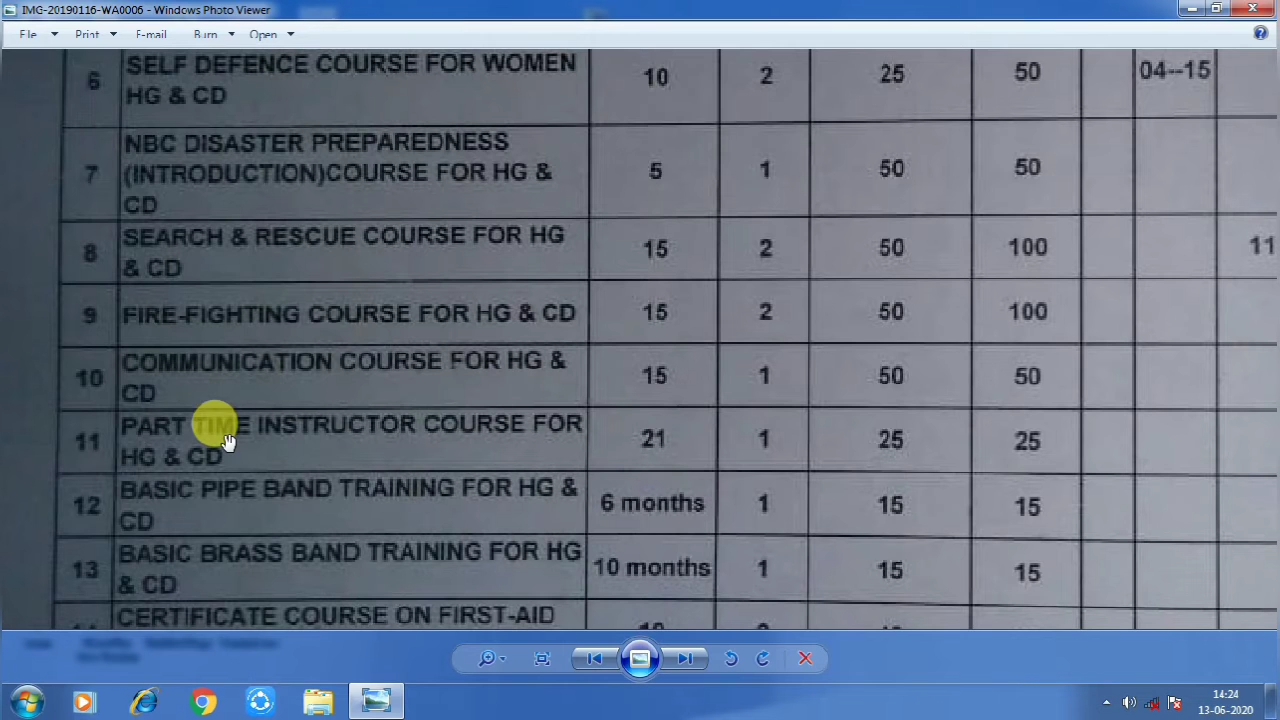 IMG-20190116-WA0006 - Windows Photo Viewer
File Print E-mail Burn Open
6 SELF DEFENCE COURSE FOR WOMEN HG & CD 10 2 25 50 04--15
7 NBC DISASTER PREPAREDNESS (INTRODUCTION)COURSE FOR HG & CD 5 1 50 50
8 SEARCH & RESCUE COURSE FOR HG & CD 15 2 50 100 11
9 FIRE-FIGHTING COURSE FOR HG & CD 15 2 50 100
10 COMMUNICATION COURSE FOR HG & CD 15 1 50 50
11 PART TIME INSTRUCTOR COURSE FOR HG & CD 21 1 25 25
12 BASIC PIPE BAND TRAINING FOR HG & CD 6 months 1 15 15
13 BASIC BRASS BAND TRAINING FOR HG & CD 10 months 1 15 15
CERTIFICATE COURSE ON FIRST-AID
14:24
13-06-2020